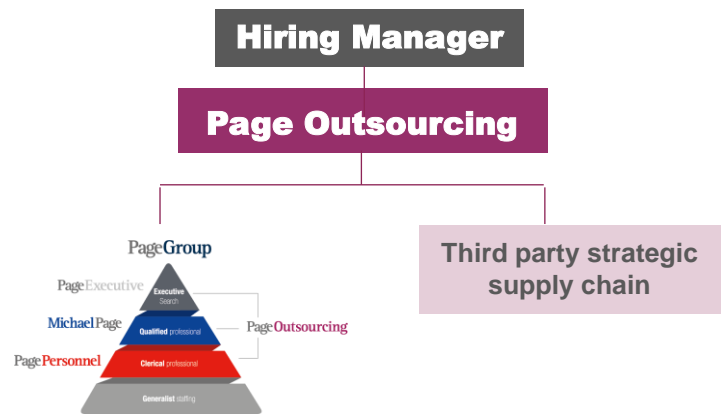 Hiring Manager
Page Outsourcing
PageGroup
Third party strategic
supply chain
PageExecutive
Executive
Search
MichaelPage
Qualified professional
PageOutsourcing
PagePersonnel
Clerical professional
Generalist staffing